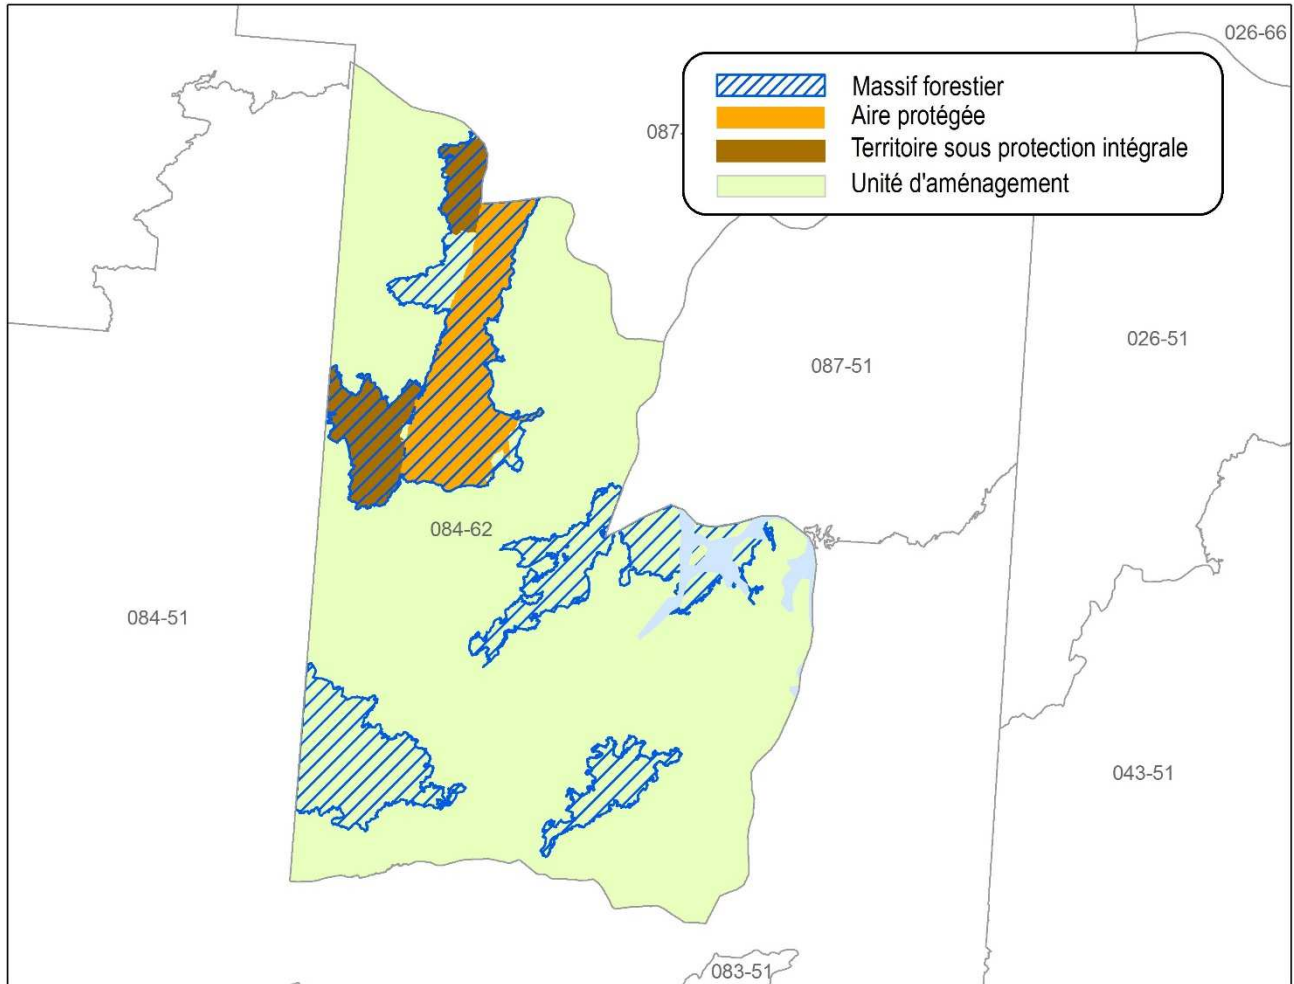 026-66
Massif forestier
Aire protégée
087-
Territoire sous protection intégrale
Unité d'aménagement
026-51
087-51
084-62
084-51
043-51
083-51